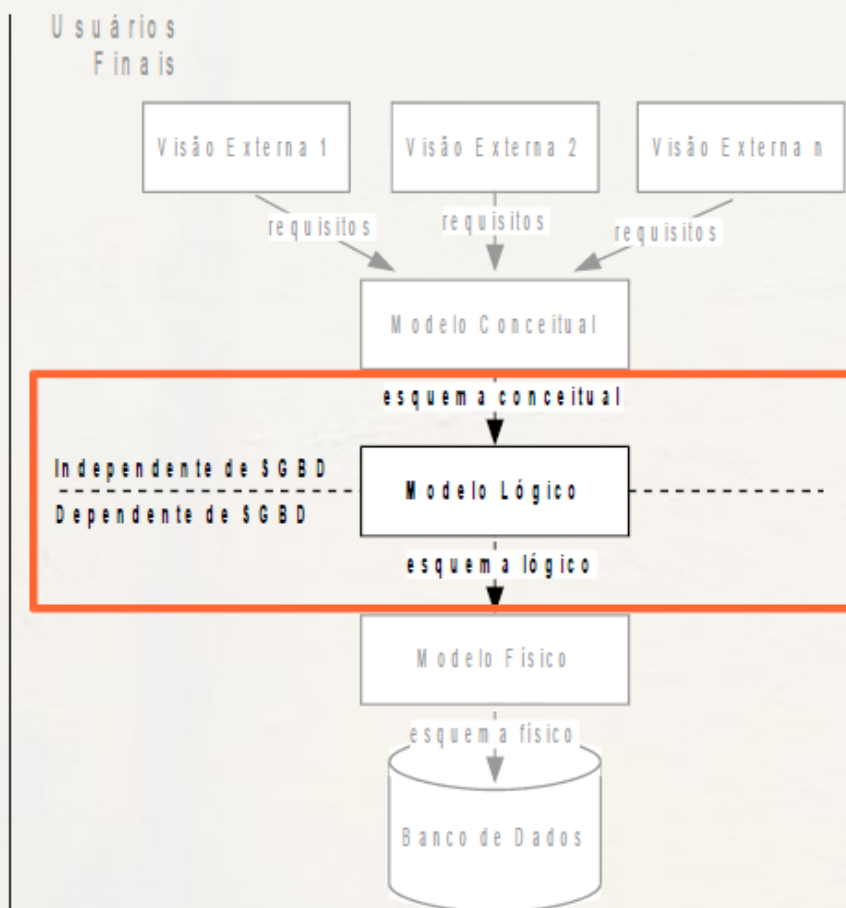 Usuários
Finais
Visão Externa 1
Visão Externa 2
Visão Externa n
requisitos
requisitos
requisitos
Modelo Conceitual
esquema conceitual
Independente de SGBD
Modelo Lógico
Dependente de SGBD
esquema lógico
Modelo Físico
esquema físico
Banco de Dados